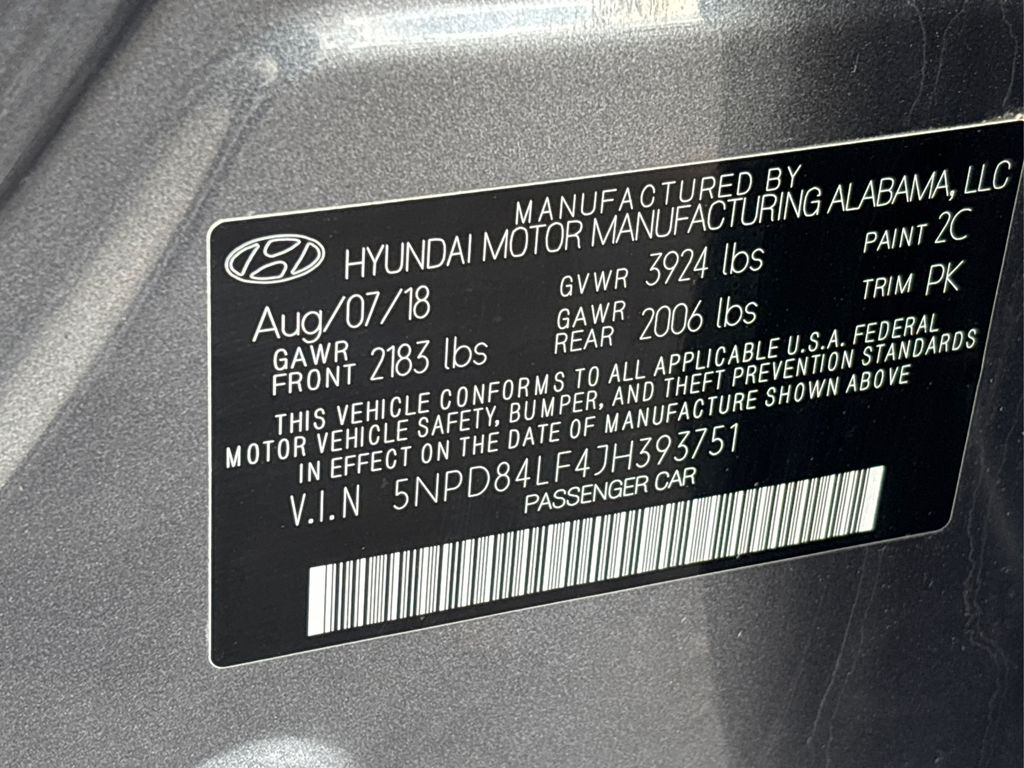 MANUFACTURED BY
HYUNDAI MOTOR MANUFACTURING ALABAMA, LLC
Aug/07/18 GVWR 3924 lbs PAINT 2C
GAWR FRONT 2183 lbs GAWR REAR 2006 lbs TRIM PK
THIS VEHICLE CONFORMS TO ALL APPLICABLE U.S.A. FEDERAL
MOTOR VEHICLE SAFETY, BUMPER, AND THEFT PREVENTION STANDARDS
IN EFFECT ON THE DATE OF MANUFACTURE SHOWN ABOVE
V.I.N 5NPD84LF4JH393751
PASSENGER CAR